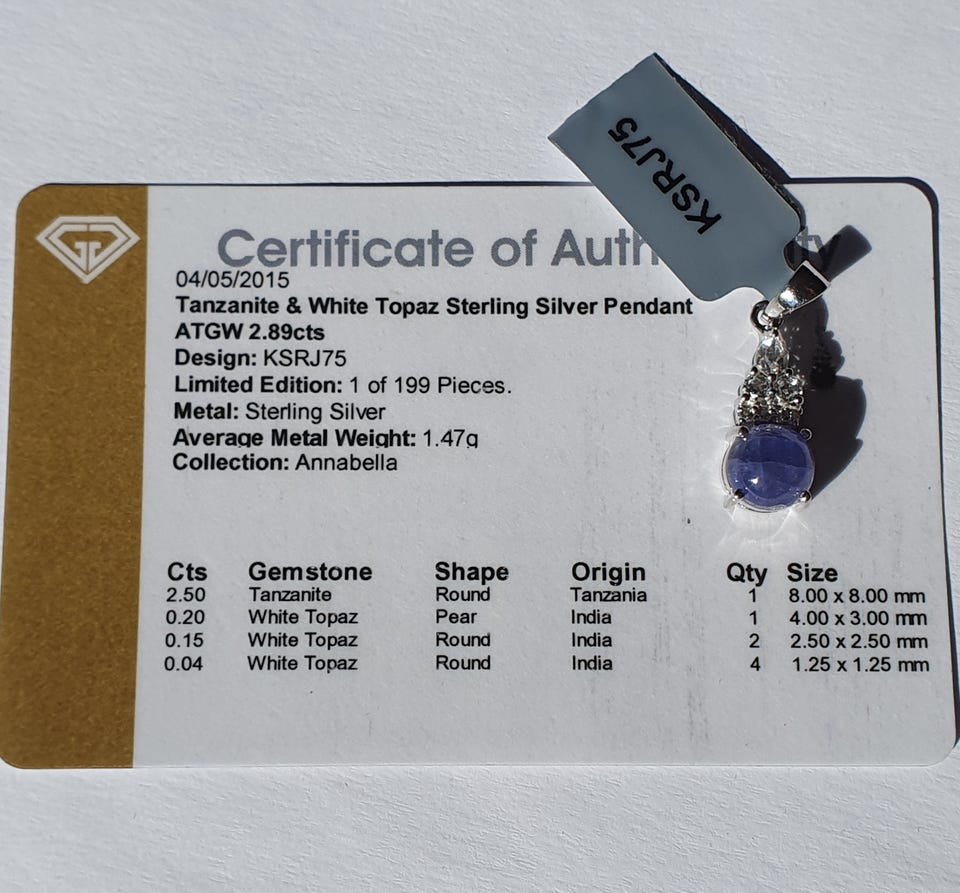 KSRJ75
Certificate of Auth ty
04/05/2015
Tanzanite & White Topaz Sterling Silver Pendant
ATGW 2.89cts
Design: KSRJ75
Limited Edition: 1 of 199 Pieces.
Metal: Sterling Silver
Average Metal Weight: 1.47g
Collection: Annabella
Cts Gemstone Shape Origin Qty Size
2.50 Tanzanite Round Tanzania 1 8.00 x 8.00 mm
0.20 White Topaz Pear India 1 4.00 x 3.00 mm
0.15 White Topaz Round India 2 2.50 x 2.50 mm
0.04 White Topaz Round India 4 1.25 x 1.25 mm